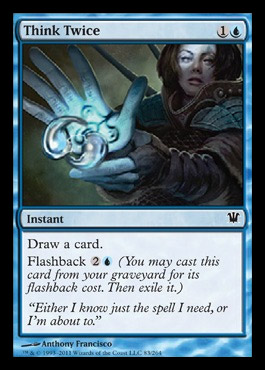 Think Twice 1
Instant
Draw a card.
Flashback 2 (You may cast this
card from your graveyard for its
flashback cost. Then exile it.)
“Either I know just the spell I need, or
I’m about to.”
Anthony Francisco
™ & © 1993–2011 Wizards of the Coast LLC 83/264